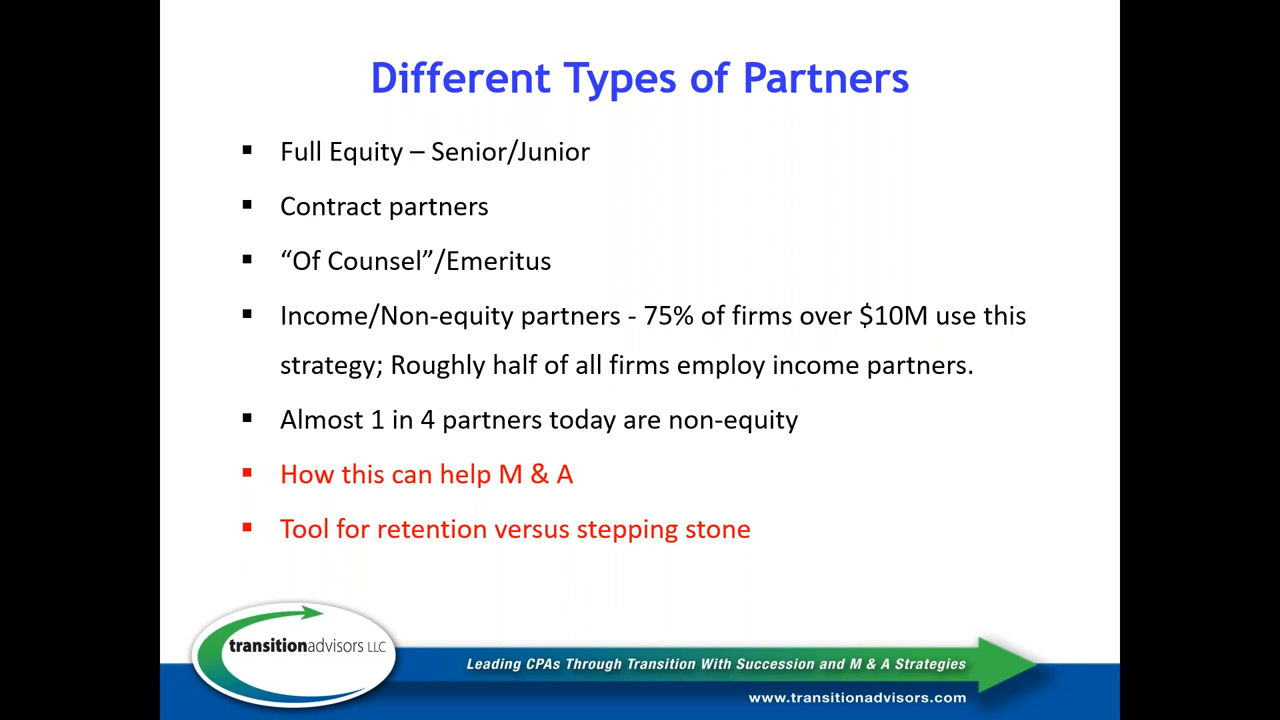 Different Types of Partners
▪ Full Equity – Senior/Junior
▪ Contract partners
▪ “Of Counsel”/Emeritus
▪ Income/Non-equity partners - 75% of firms over $10M use this
strategy; Roughly half of all firms employ income partners.
▪ Almost 1 in 4 partners today are non-equity
▪ How this can help M & A
▪ Tool for retention versus stepping stone
transitionadvisors LLC
Leading CPAs Through Transition With Succession and M & A Strategies
www.transitionadvisors.com